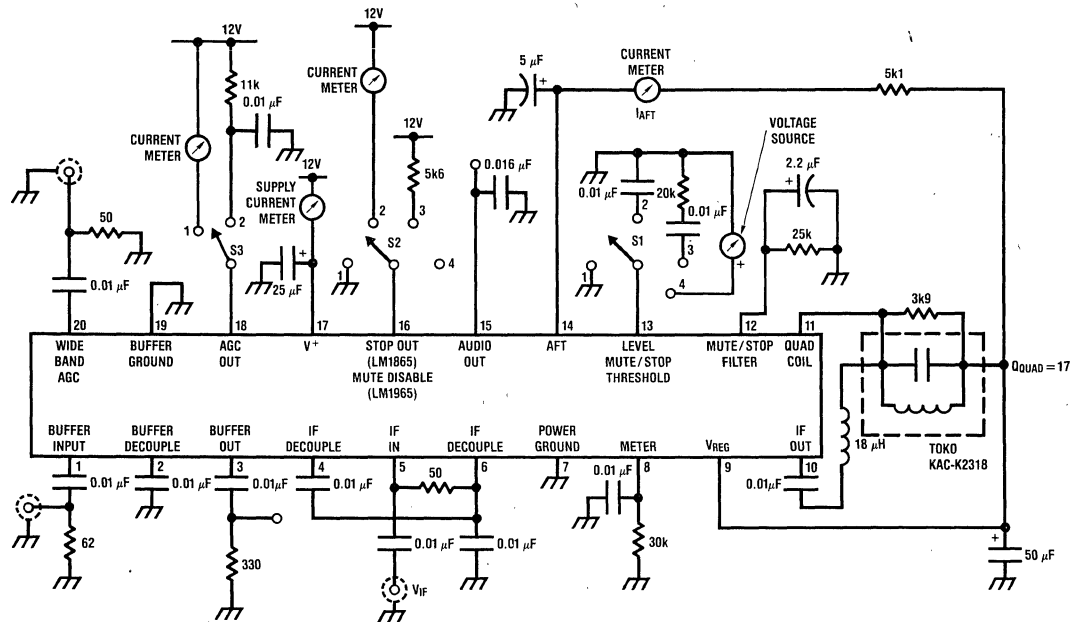 12V
12V
12V
CURRENT
METER
5 µF
+
CURRENT
METER
IAFT
5k1
11k
0.01 µF
CURRENT
METER
12V
5k6
12V
SUPPLY
CURRENT
METER
0.016 µF
VOLTAGE
SOURCE
2.2 µF
+
0.01 µF
20k
0.01 µF
50
1
2
S3
2
3
S2
1
4
25 µF
+
2
S1
3
1
4
+
25k
0.01 µF
3k9
20
19
18
17
16
15
14
13
12
11
WIDE
BAND
AGC
BUFFER
GROUND
AGC
OUT
V+
STOP OUT
(LM1865)
MUTE DISABLE
(LM1965)
AUDIO
OUT
AFT
LEVEL
MUTE/STOP
THRESHOLD
MUTE/STOP
FILTER
QUAD
COIL
QQUAD = 17
18 µH
TOKO
KAC-K2318
BUFFER
INPUT
BUFFER
DECOUPLE
BUFFER
OUT
IF
DECOUPLE
IF
IN
IF
DECOUPLE
POWER
GROUND
METER
VREG
IF
OUT
1
2
3
4
5
6
7
8
9
10
0.01 µF
0.01 µF
0.01µF
0.01 µF
50
0.01 µF
0.01µF
62
330
0.01 µF
0.01 µF
30k
+
50 µF
VIF